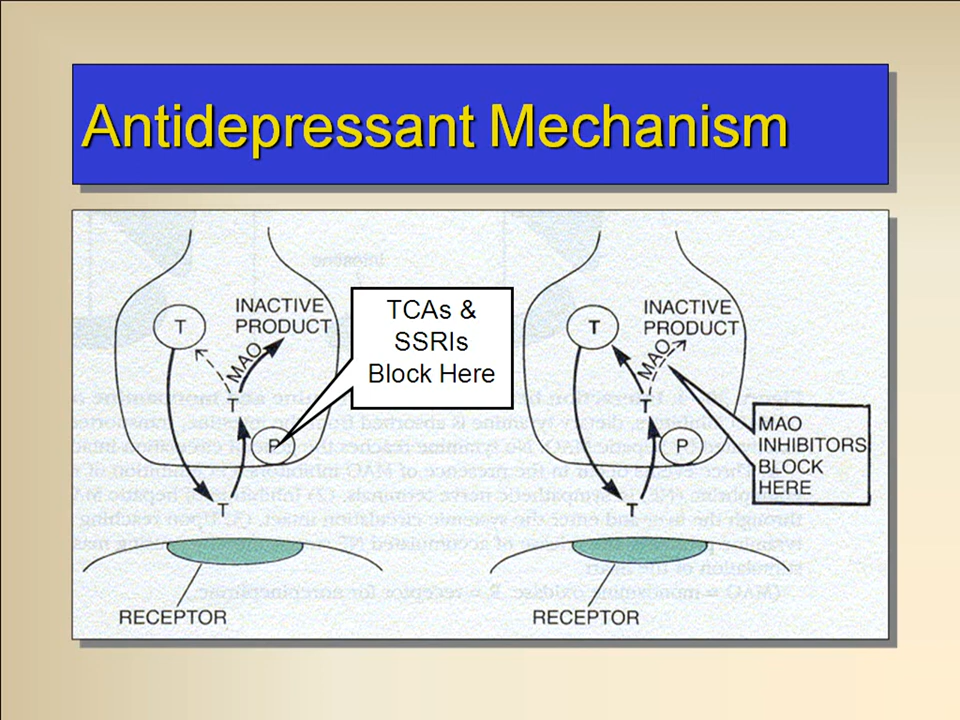 Antidepressant Mechanism
T
INACTIVE
PRODUCT
MAO
T
P
T
RECEPTOR
TCAs &
SSRIs
Block Here
T
INACTIVE
PRODUCT
MAO
T
P
T
RECEPTOR
MAO
INHIBITORS
BLOCK
HERE